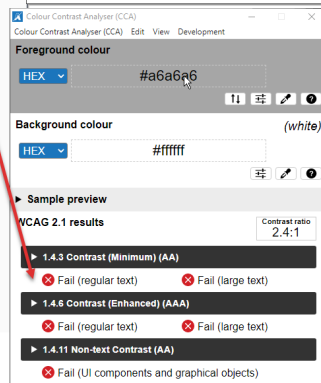 Colour Contrast Analyser (CCA)
Colour Contrast Analyser (CCA) Edit View Development
Foreground colour
HEX #a6a6a6
Background colour (white)
HEX #ffffff
Sample preview
WCAG 2.1 results
Contrast ratio
2.4:1
1.4.3 Contrast (Minimum) (AA)
Fail (regular text) Fail (large text)
1.4.6 Contrast (Enhanced) (AAA)
Fail (regular text) Fail (large text)
1.4.11 Non-text Contrast (AA)
Fail (UI components and graphical objects)